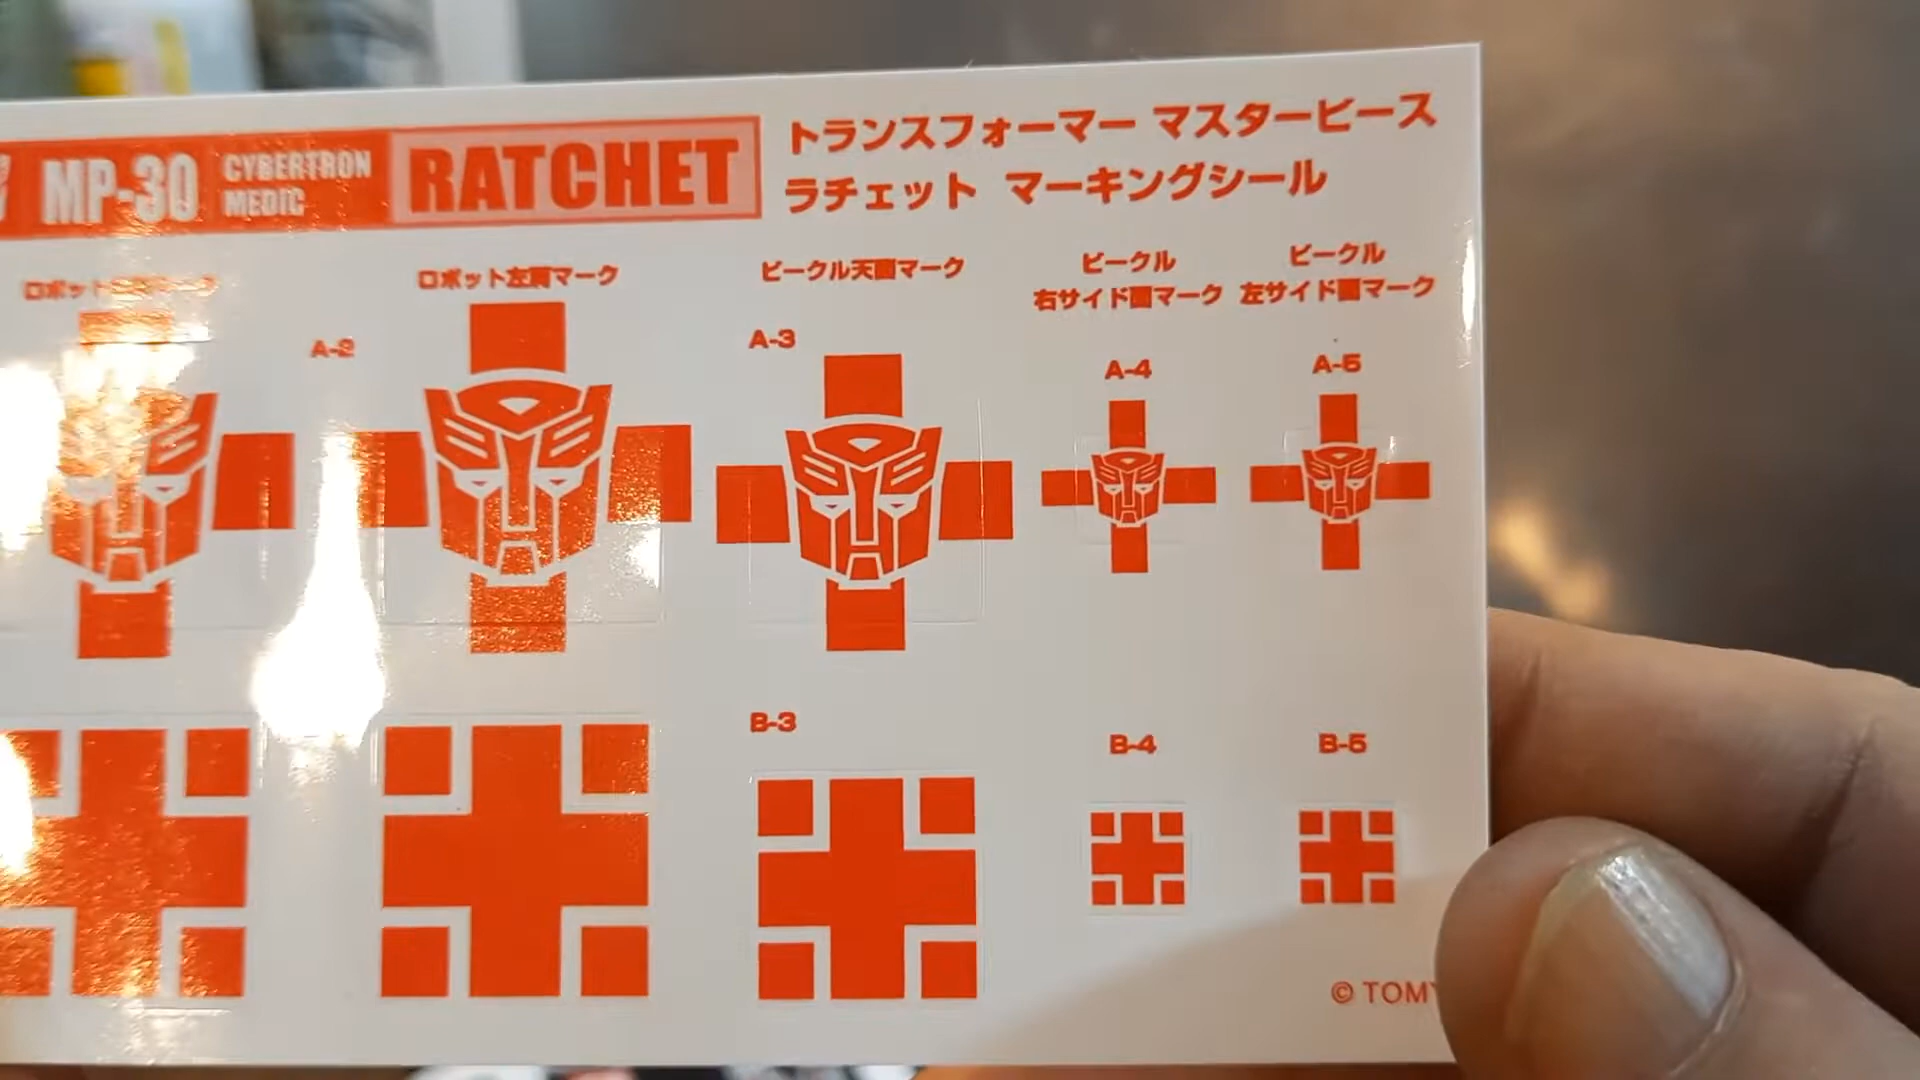 MP-30 CYBERTRON MEDIC RATCHET
トランスフォーマー マスターピース
ラチェット マーキングシール
ロボット左肩マーク
ビークル天面マーク
ビークル
右サイド面マーク
ビークル
左サイド面マーク
A-2
A-3
A-4
A-5
B-3
B-4
B-5
© TOMY